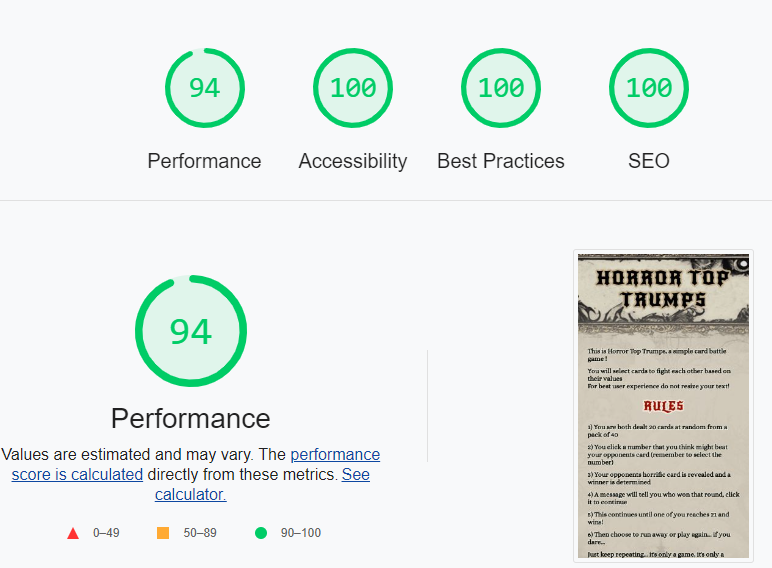 94
100
100
100
Performance
Accessibility
Best Practices
SEO
94
Performance
Values are estimated and may vary. The performance
score is calculated directly from these metrics. See
calculator.
0–49
50–89
90–100
HORROR TOP
TRUMPS
This is Horror Top Trumps, a simple card battle
game !
You will select cards to fight each other based on
their values
For best user experience do not resize your text!
RULES
1) You are both dealt 20 cards at random from a
pack of 40
2) You click a number that you think might beat
your opponents card (remember to select the
number)
3) Your opponents horrific card is revealed and a
winner is determined
4) A message will tell you who won that round, click
it to continue
5) This continues until one of you reaches 21 and
wins!
6) Then choose to run away or play again... if you
dare...
Just keep repeating... it's only a game, it's only a